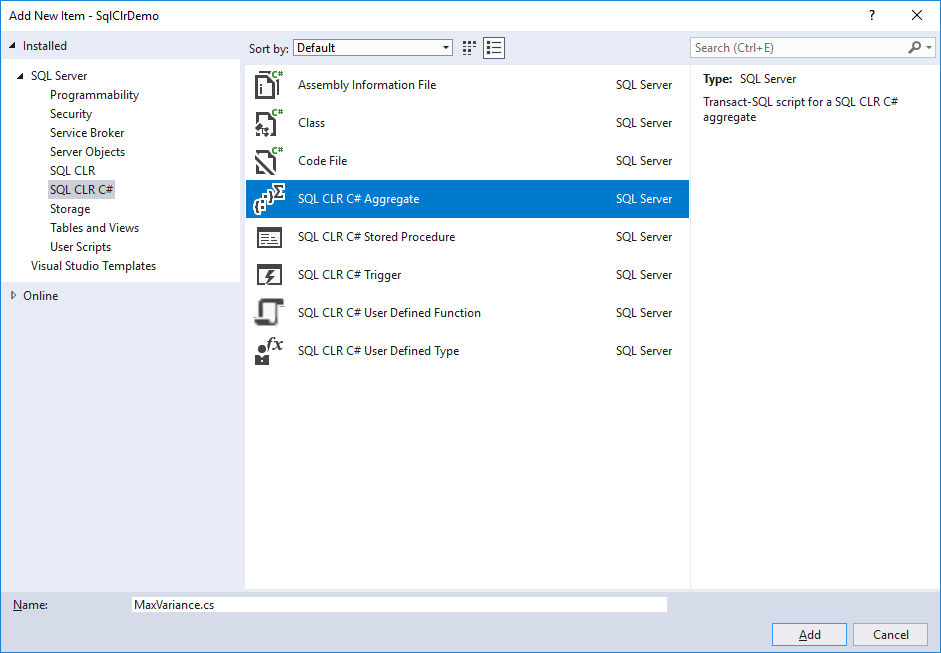 Add New Item - SqlClrDemo
?
Installed
SQL Server
Programmability
Security
Service Broker
Server Objects
SQL CLR
SQL CLR C#
Storage
Tables and Views
User Scripts
Visual Studio Templates
Online
Sort by: Default
Search (Ctrl+E)
C# Assembly Information File SQL Server
C# Class SQL Server
C# Code File SQL Server
SQL CLR C# Aggregate SQL Server
SQL CLR C# Stored Procedure SQL Server
SQL CLR C# Trigger SQL Server
SQL CLR C# User Defined Function SQL Server
SQL CLR C# User Defined Type SQL Server
Type: SQL Server
Transact-SQL script for a SQL CLR C#
aggregate
Name: MaxVariance.cs
Add Cancel